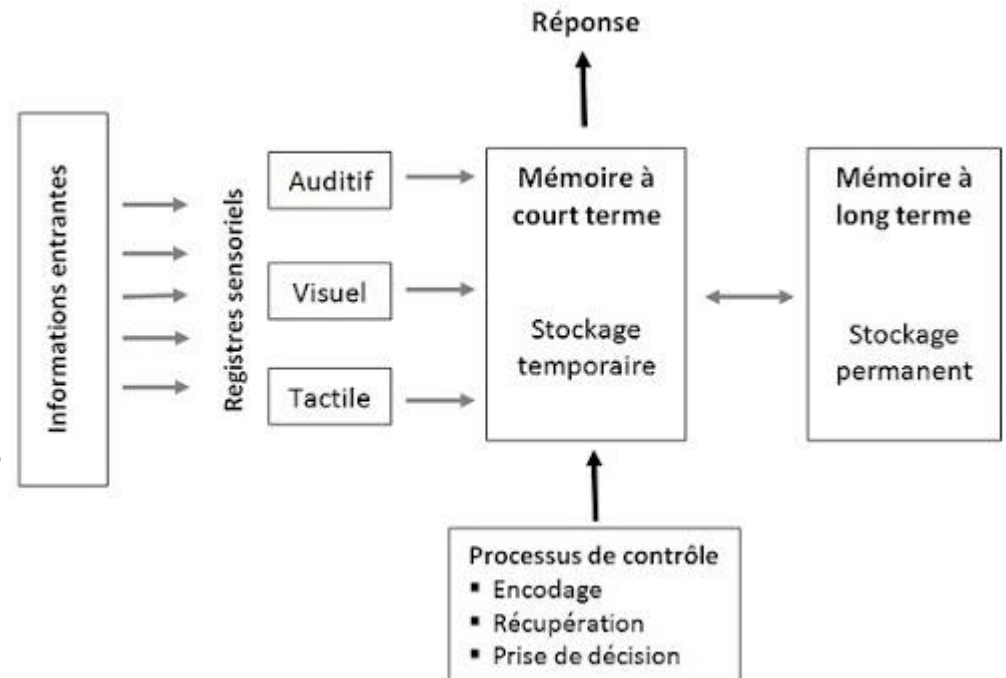 Réponse
Informations entrantes
Registres sensoriels
Auditif
Visuel
Tactile
Mémoire à
court terme
Stockage
temporaire
Mémoire à
long terme
Stockage
permanent
Processus de contrôle
▪ Encodage
▪ Récupération
▪ Prise de décision